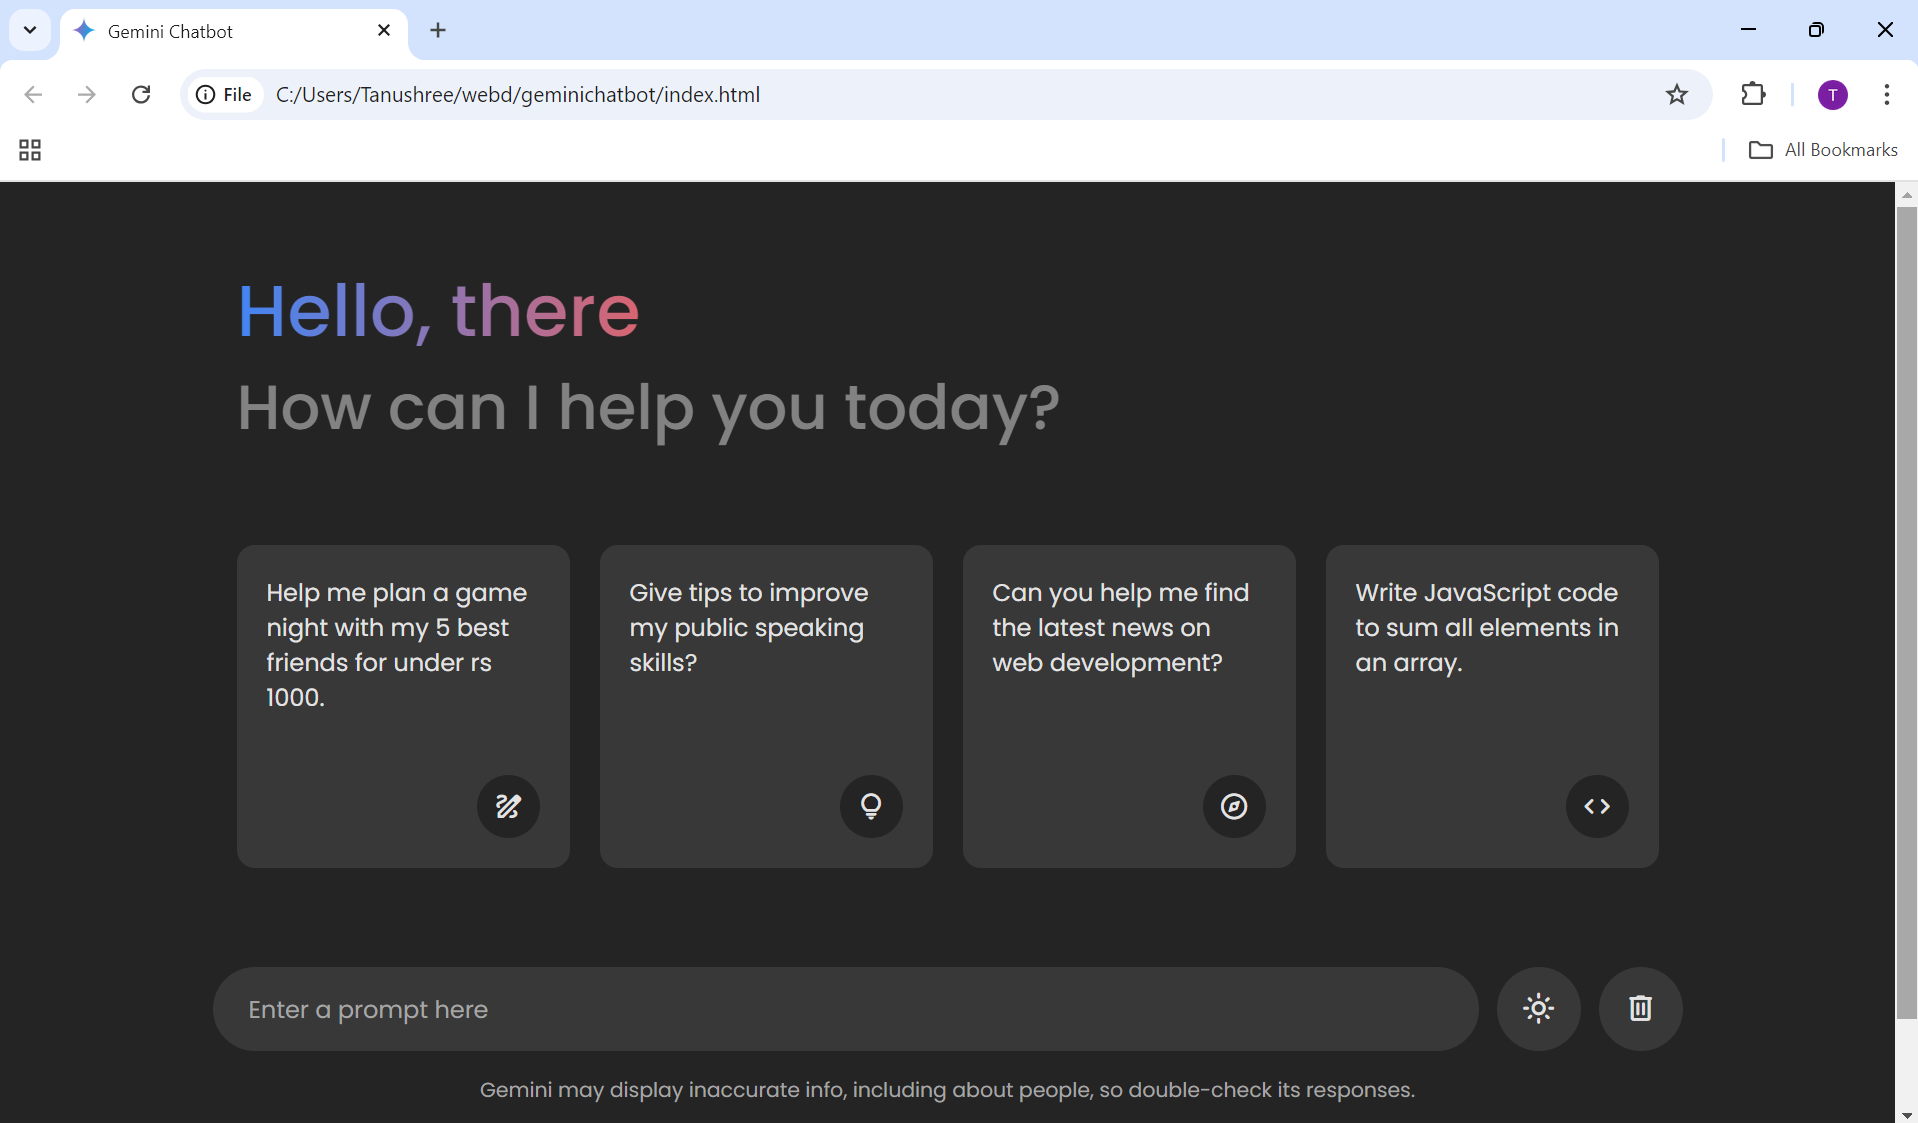 Gemini Chatbot
File C:/Users/Tanushree/webd/geminichatbot/index.html
T
All Bookmarks
Hello, there
How can I help you today?
Help me plan a game
night with my 5 best
friends for under rs
1000.
Give tips to improve
my public speaking
skills?
Can you help me find
the latest news on
web development?
Write JavaScript code
to sum all elements in
an array.
Enter a prompt here
Gemini may display inaccurate info, including about people, so double-check its responses.